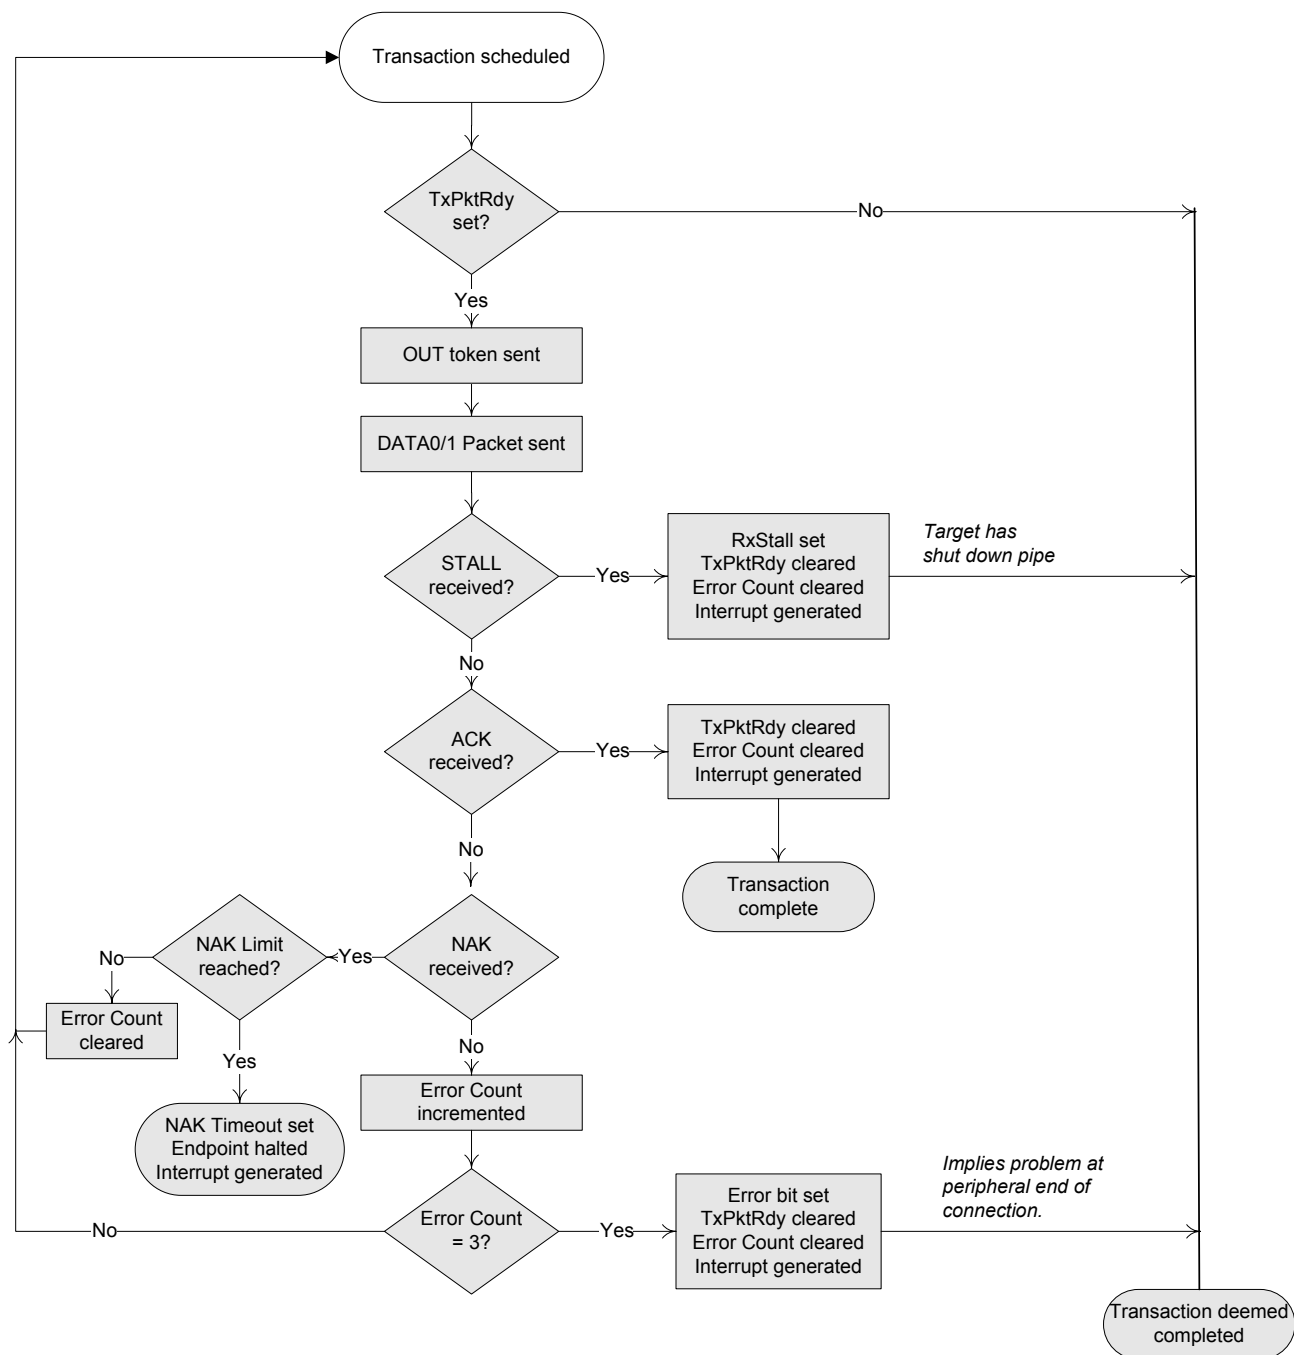 Transaction scheduled
TxPktRdy
set?
No
Yes
OUT token sent
DATA0/1 Packet sent
STALL
received?
Yes
RxStall set
TxPktRdy cleared
Error Count cleared
Interrupt generated
Target has
shut down pipe
No
ACK
received?
Yes
TxPktRdy cleared
Error Count cleared
Interrupt generated
No
Transaction
complete
NAK
received?
Yes
NAK Limit
reached?
No
Error Count
cleared
Yes
NAK Timeout set
Endpoint halted
Interrupt generated
No
Error Count
incremented
Error Count
= 3?
No
Yes
Error bit set
TxPktRdy cleared
Error Count cleared
Interrupt generated
Implies problem at
peripheral end of
connection.
Transaction deemed
completed